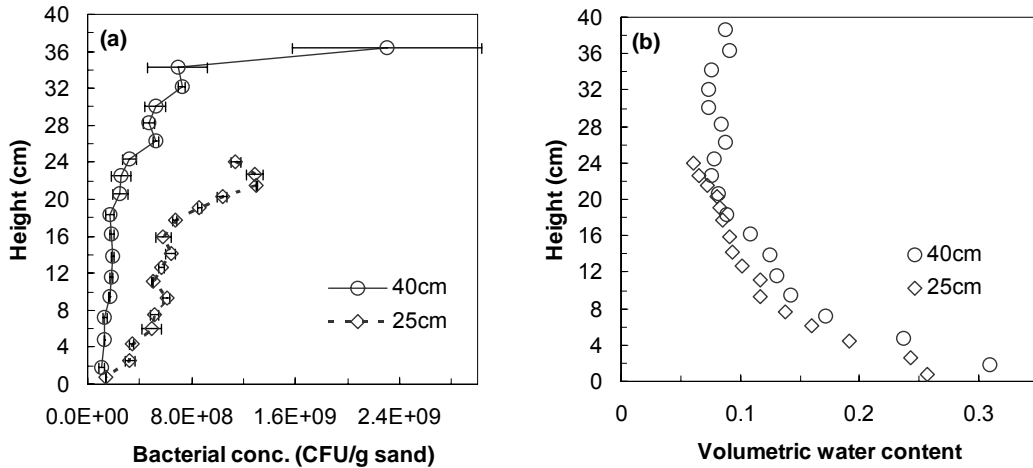 (a)
Height (cm)
40
36
32
28
24
20
16
12
8
4
0
40cm
25cm
0.0E+00 8.0E+08 1.6E+09 2.4E+09
Bacterial conc. (CFU/g sand)
(b)
Height (cm)
40
36
32
28
24
20
16
12
8
4
0
40cm
25cm
0 0.1 0.2 0.3
Volumetric water content